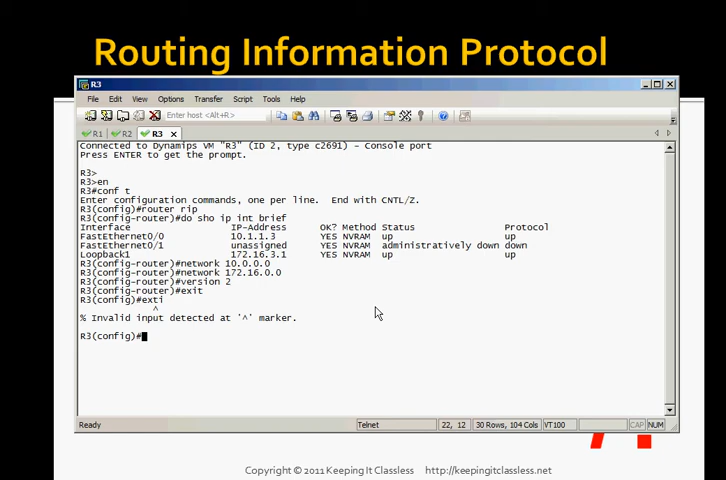 Routing Information Protocol
R3
File Edit View Options Transfer Script Tools Help
Enter host <Alt+R>
R1 R2 R3
Connected to Dynamips VM "R3" (ID 2, type c2691) - Console port
Press ENTER to get the prompt.
R3>
R3>en
R3#conf t
Enter configuration commands, one per line. End with CNTL/Z.
R3(config)#router rip
R3(config-router)#do sho ip int brief
Interface IP-Address OK? Method Status Protocol
FastEthernet0/0 10.1.1.3 YES NVRAM up up
FastEthernet0/1 unassigned YES NVRAM administratively down down
Loopback1 172.16.3.1 YES NVRAM up up
R3(config-router)#network 10.0.0.0
R3(config-router)#network 172.16.0.0
R3(config-router)#version 2
R3(config-router)#exit
R3(config)#exti
^
% Invalid input detected at '^' marker.
R3(config)#
Ready Telnet 22, 12 30 Rows, 104 Cols VT100 CAP NUM
Copyright © 2011 Keeping It Classless http://keepingitclassless.net